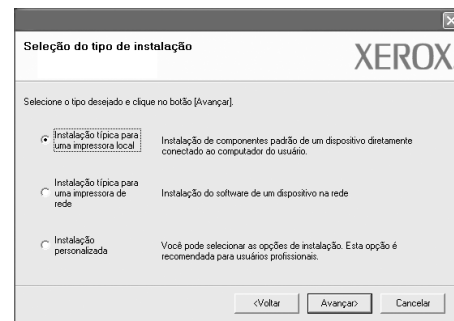 Seleção do tipo de instalação
XEROX
Selecione o tipo desejado e clique no botão [Avançar].
Instalação típica para
uma impressora local
Instalação de componentes padrão de um dispositivo diretamente
conectado ao computador do usuário.
Instalação típica para
uma impressora de
rede
Instalação do software de um dispositivo na rede
Instalação
personalizada
Você pode selecionar as opções de instalação. Esta opção é
recomendada para usuários profissionais.
<Voltar
Avançar>
Cancelar